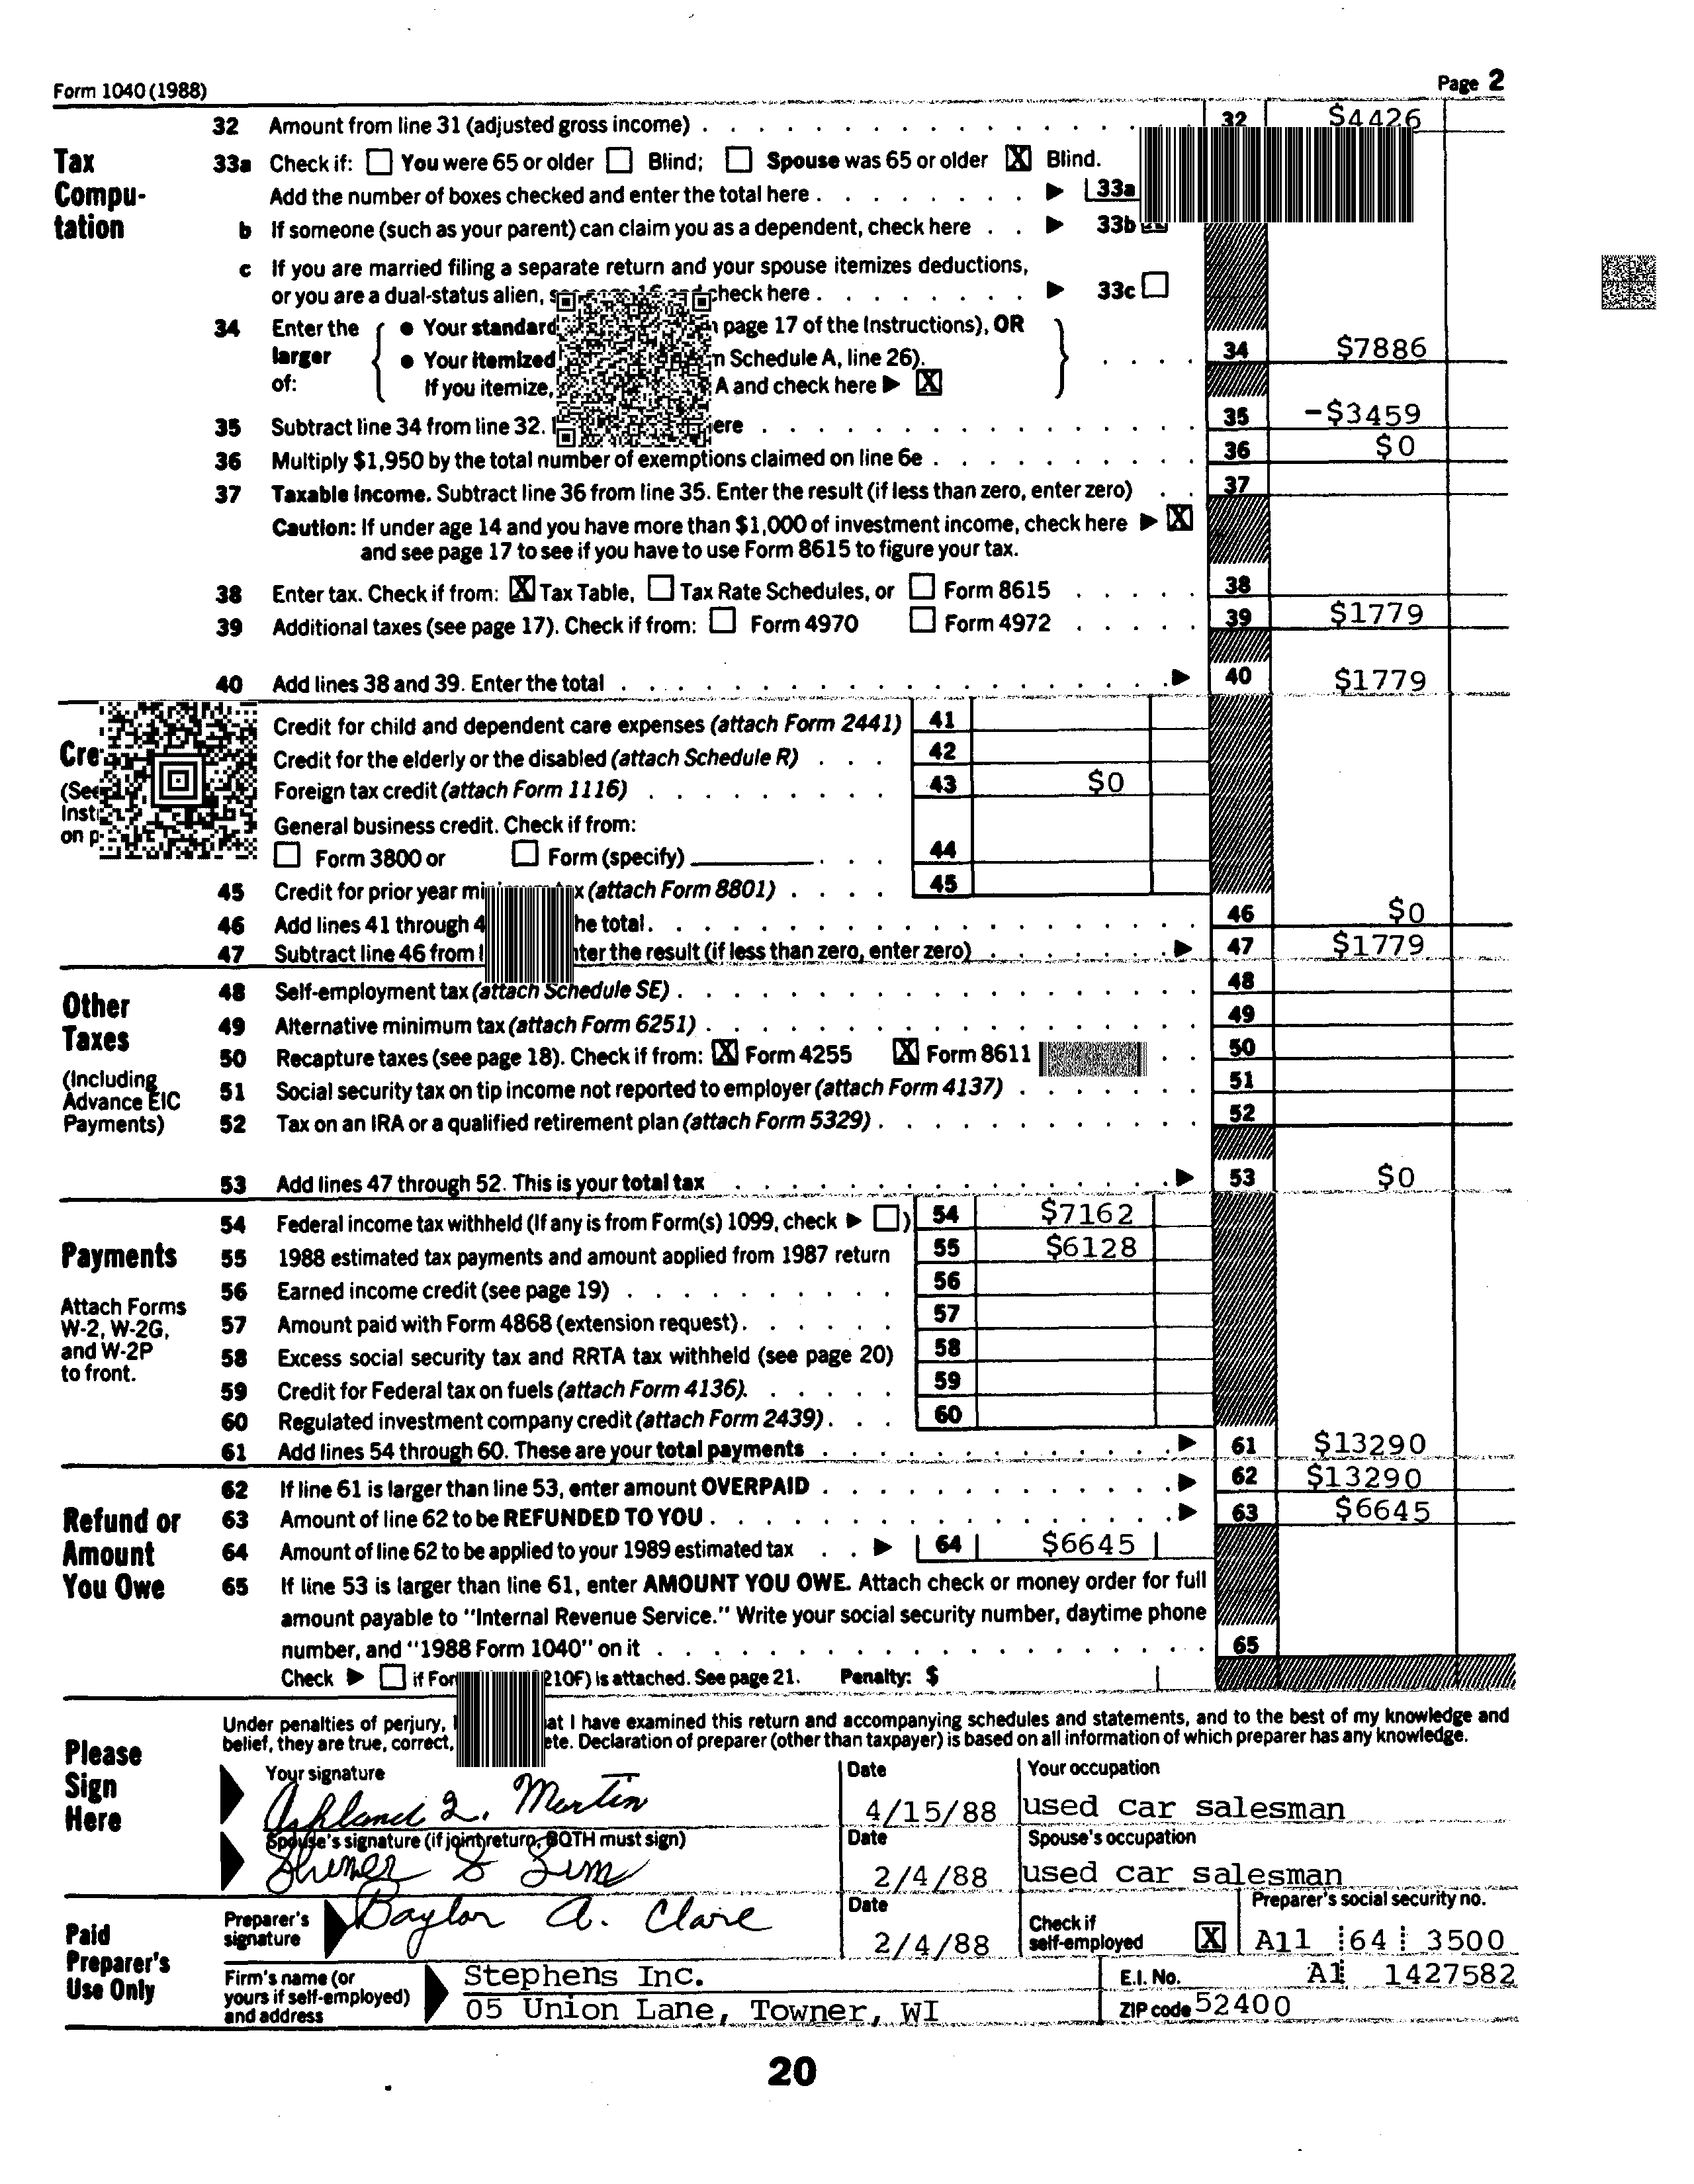 Form 1040 (1988) Page 2
32 Amount from line 31 (adjusted gross income) 32 $4426
Tax Compu-tation
33a Check if: You were 65 or older Blind; Spouse was 65 or older X Blind.
Add the number of boxes checked and enter the total here 33a
b If someone (such as your parent) can claim you as a dependent, check here 33b
c If you are married filing a separate return and your spouse itemizes deductions,
or you are a dual-status alien, check here 33c
34 Enter the larger of: Your standard page 17 of the Instructions), OR
Your itemized Schedule A, line 26). 34 $7886
If you itemize, A and check here X
35 Subtract line 34 from line 32. 35 -$3459
36 Multiply $1,950 by the total number of exemptions claimed on line 6e 36 $0
37 Taxable income. Subtract line 36 from line 35. Enter the result (if less than zero, enter zero) 37
Caution: If under age 14 and you have more than $1,000 of investment income, check here X
and see page 17 to see if you have to use Form 8615 to figure your tax.
38 Enter tax. Check if from: X Tax Table, Tax Rate Schedules, or Form 8615 38
39 Additional taxes (see page 17). Check if from: Form 4970 Form 4972 39 $1779
40 Add lines 38 and 39. Enter the total 40 $1779
Credit for child and dependent care expenses (attach Form 2441) 41
Credit for the elderly or the disabled (attach Schedule R) 42
Foreign tax credit (attach Form 1116) 43 $0
General business credit. Check if from:
Form 3800 or Form (specify) 44
45 Credit for prior year (attach Form 8801) 45
46 Add lines 41 through the total. 46 $0
47 Subtract line 46 from the result (if less than zero, enter zero) 47 $1779
Other Taxes
(Including Advance EIC Payments)
48 Self-employment tax (attach Schedule SE) 48
49 Alternative minimum tax (attach Form 6251) 49
50 Recapture taxes (see page 18). Check if from: X Form 4255 X Form 8611 50
51 Social security tax on tip income not reported to employer (attach Form 4137) 51
52 Tax on an IRA or a qualified retirement plan (attach Form 5329) 52
53 Add lines 47 through 52. This is your total tax 53 $0
Payments
Attach Forms W-2, W-2G, and W-2P to front.
54 Federal income tax withheld (If any is from Form(s) 1099, check ) 54 $7162
55 1988 estimated tax payments and amount applied from 1987 return 55 $6128
56 Earned income credit (see page 19) 56
57 Amount paid with Form 4868 (extension request) 57
58 Excess social security tax and RRTA tax withheld (see page 20) 58
59 Credit for Federal tax on fuels (attach Form 4136) 59
60 Regulated investment company credit (attach Form 2439) 60
61 Add lines 54 through 60. These are your total payments 61 $13290
Refund or Amount You Owe
62 If line 61 is larger than line 53, enter amount OVERPAID 62 $13290
63 Amount of line 62 to be REFUNDED TO YOU 63 $6645
64 Amount of line 62 to be applied to your 1989 estimated tax 64 $6645
65 If line 53 is larger than line 61, enter AMOUNT YOU OWE. Attach check or money order for full
amount payable to "Internal Revenue Service." Write your social security number, daytime phone
number, and "1988 Form 1040" on it 65
Check if is attached. See page 21. Penalty: $
Please Sign Here
Under penalties of perjury, I have examined this return and accompanying schedules and statements, and to the best of my knowledge and
belief, they are true, correct, Declaration of preparer (other than taxpayer) is based on all information of which preparer has any knowledge.
Your signature Date Your occupation
Ashland 2. Martin 4/15/88 used car salesman
Spouse's signature (if joint return, BOTH must sign) Date Spouse's occupation
2/4/88 used car salesman
Paid Preparer's Use Only
Preparer's signature Baylor A. Clare Date 2/4/88 Check if self-employed X Preparer's social security no. A11 64 3500
Firm's name (or yours if self-employed) and address Stephens Inc. E.I. No. A1 1427582
05 Union Lane, Towner, WI ZIP code 52400
20